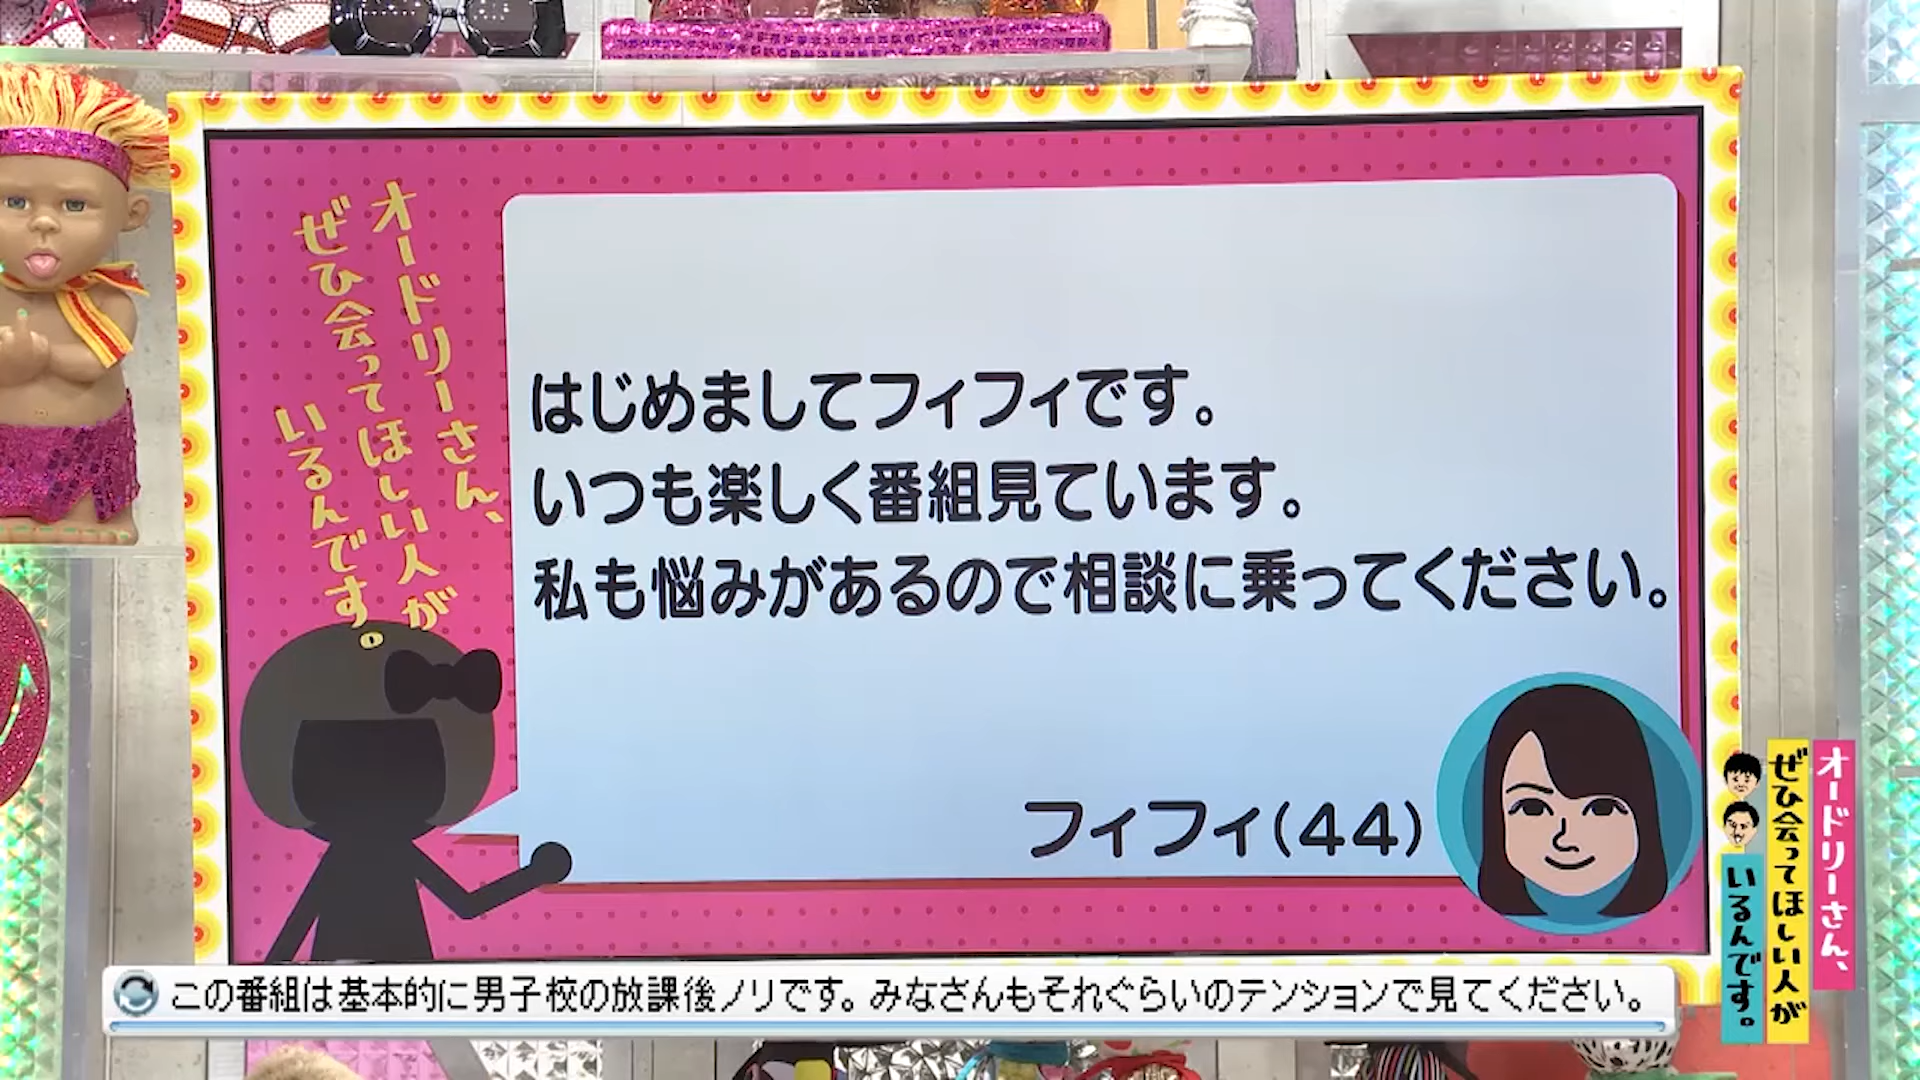 オードリーさん、
ぜひ会ってほしい人が
いるんです。
はじめましてフィフィです。
いつも楽しく番組見ています。
私も悩みがあるので相談に乗ってください。
フィフィ(44)
オードリーさん、
ぜひ会ってほしい人が
いるんです。
この番組は基本的に男子校の放課後ノリです。みなさんもそれぐらいのテンションで見てください。